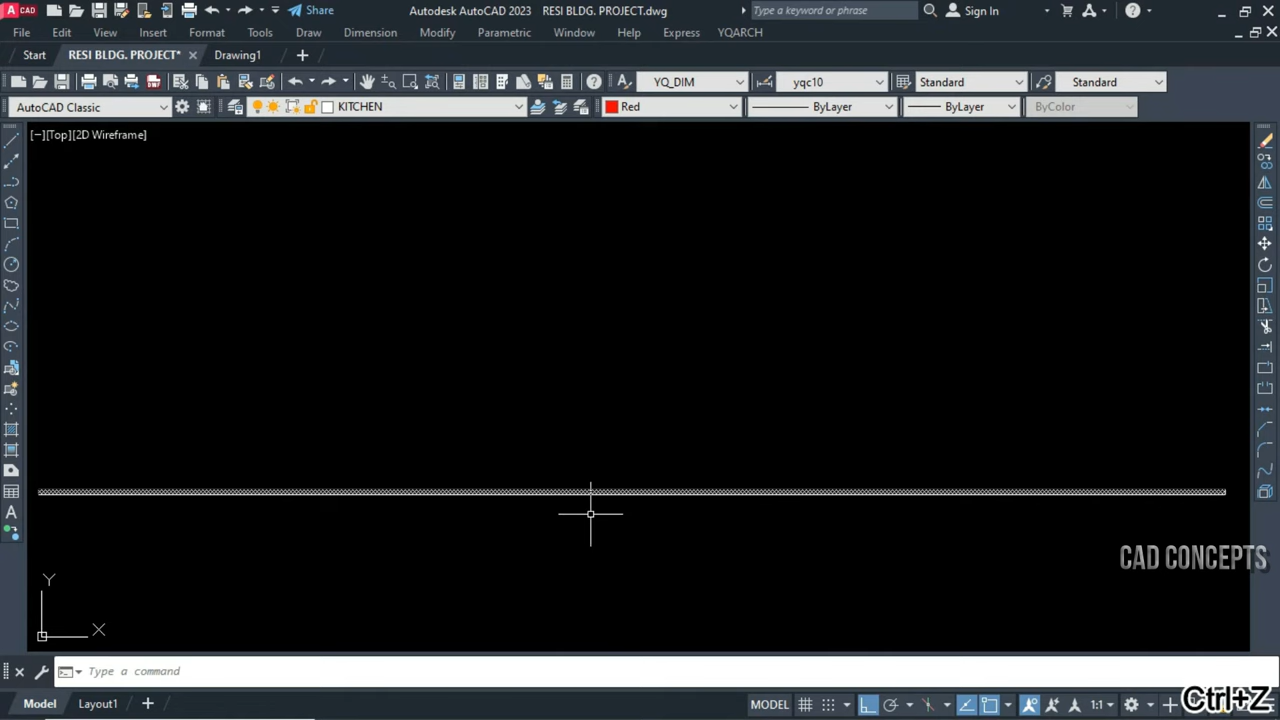 CAD Share Autodesk AutoCAD 2023 RESI BLDG. PROJECT.dwg Type a keyword or phrase Sign In
File Edit View Insert Format Tools Draw Dimension Modify Parametric Window Help Express YQARCH
Start RESI BLDG. PROJECT* Drawing1
YQ_DIM yqc10 Standard Standard
AutoCAD Classic KITCHEN Red ByLayer ByLayer ByColor
[−][Top][2D Wireframe]
CAD CONCEPTS
Y
X
Type a command
Model Layout1 MODEL 1:1
Ctrl+Z